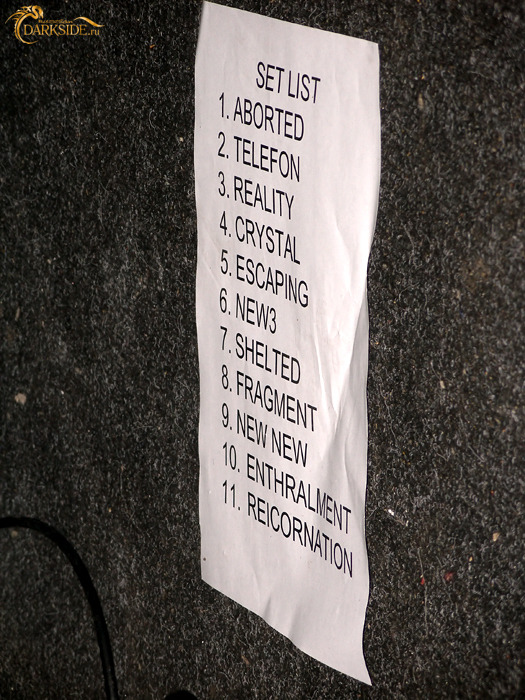 DARKSIDE.ru
SET LIST
1. ABORTED
2. TELEFON
3. REALITY
4. CRYSTAL
5. ESCAPING
6. NEW3
7. SHELTED
8. FRAGMENT
9. NEW NEW
10. ENTHRALMENT
11. REICORNATION